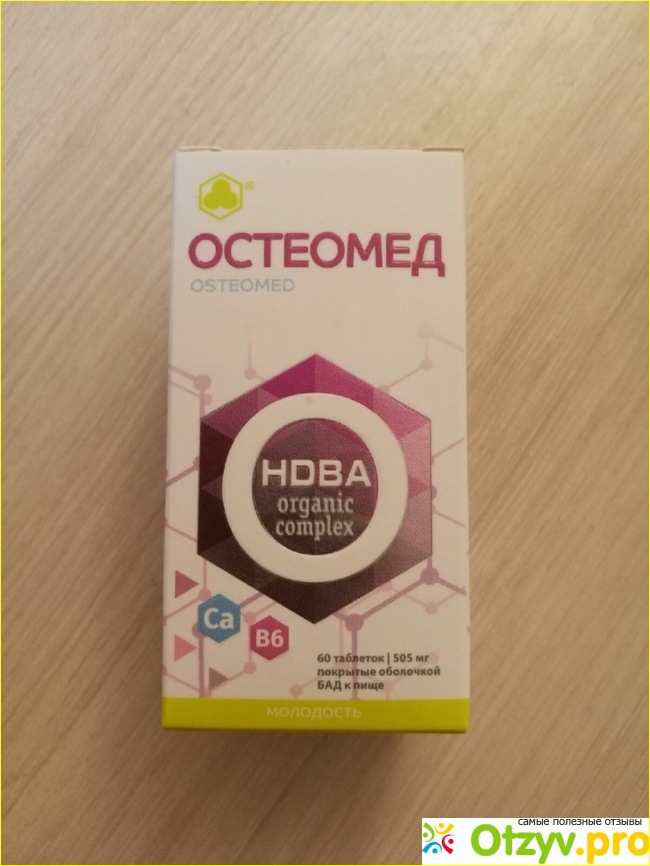 ®
ОСТЕОМЕД
OSTEOMED
HDBA
organic
complex
Ca
B6
60 таблеток | 505 мг
покрытые оболочкой
БАД к пище
МОЛОДОСТЬ
самые полезные отзывы
Otzyv.pro